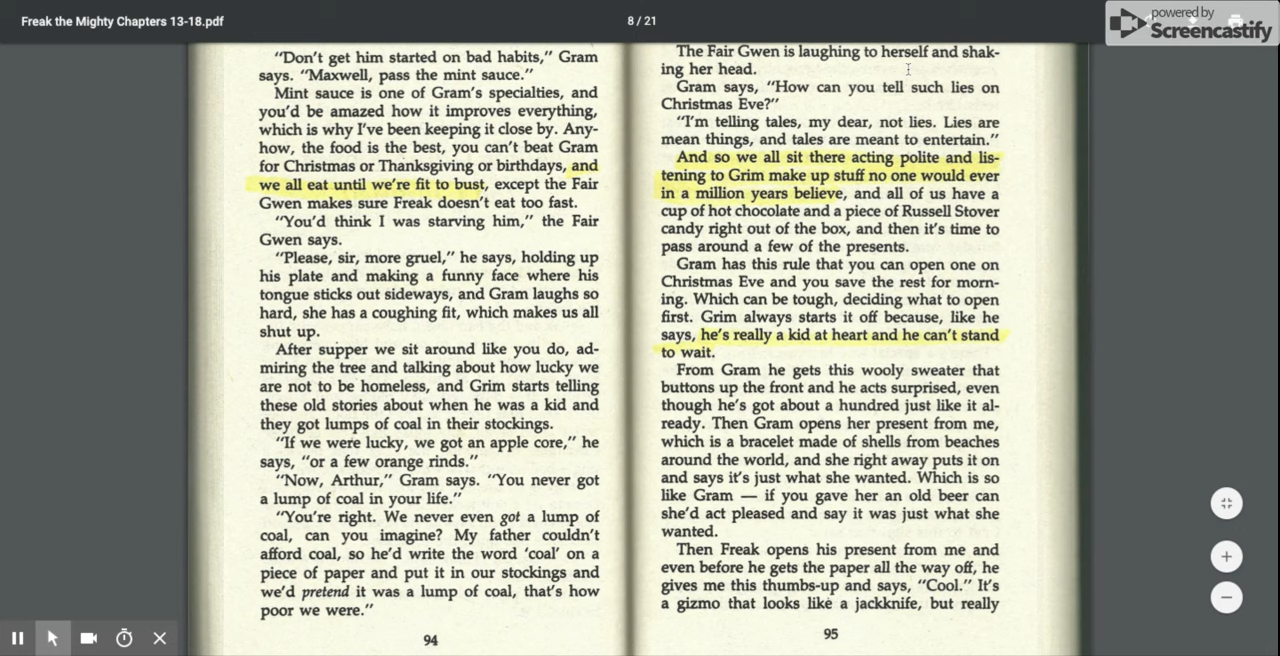 Freak the Mighty Chapters 13-18.pdf
8 / 21
powered by
Screencastify
"Don't get him started on bad habits," Gram
says. "Maxwell, pass the mint sauce."
Mint sauce is one of Gram's specialties, and
you'd be amazed how it improves everything,
which is why I've been keeping it close by. Any-
how, the food is the best, you can't beat Gram
for Christmas or Thanksgiving or birthdays, and
we all eat until we're fit to bust, except the Fair
Gwen makes sure Freak doesn't eat too fast.
"You'd think I was starving him," the Fair
Gwen says.
"Please, sir, more gruel," he says, holding up
his plate and making a funny face where his
tongue sticks out sideways, and Gram laughs so
hard, she has a coughing fit, which makes us all
shut up.
After supper we sit around like you do, ad-
miring the tree and talking about how lucky we
are not to be homeless, and Grim starts telling
these old stories about when he was a kid and
they got lumps of coal in their stockings.
"If we were lucky, we got an apple core," he
says, "or a few orange rinds."
"Now, Arthur," Gram says. "You never got
a lump of coal in your life."
"You're right. We never even got a lump of
coal, can you imagine? My father couldn't
afford coal, so he'd write the word 'coal' on a
piece of paper and put it in our stockings and
we'd pretend it was a lump of coal, that's how
poor we were."
94
The Fair Gwen is laughing to herself and shak-
ing her head.
Gram says, "How can you tell such lies on
Christmas Eve?"
"I'm telling tales, my dear, not lies. Lies are
mean things, and tales are meant to entertain."
And so we all sit there acting polite and lis-
tening to Grim make up stuff no one would ever
in a million years believe, and all of us have a
cup of hot chocolate and a piece of Russell Stover
candy right out of the box, and then it's time to
pass around a few of the presents.
Gram has this rule that you can open one on
Christmas Eve and you save the rest for morn-
ing. Which can be tough, deciding what to open
first. Grim always starts it off because, like he
says, he's really a kid at heart and he can't stand
to wait.
From Gram he gets this wooly sweater that
buttons up the front and he acts surprised, even
though he's got about a hundred just like it al-
ready. Then Gram opens her present from me,
which is a bracelet made of shells from beaches
around the world, and she right away puts it on
and says it's just what she wanted. Which is so
like Gram — if you gave her an old beer can
she'd act pleased and say it was just what she
wanted.
Then Freak opens his present from me and
even before he gets the paper all the way off, he
gives me this thumbs-up and says, "Cool." It's
a gizmo that looks like a jackknife, but really
95